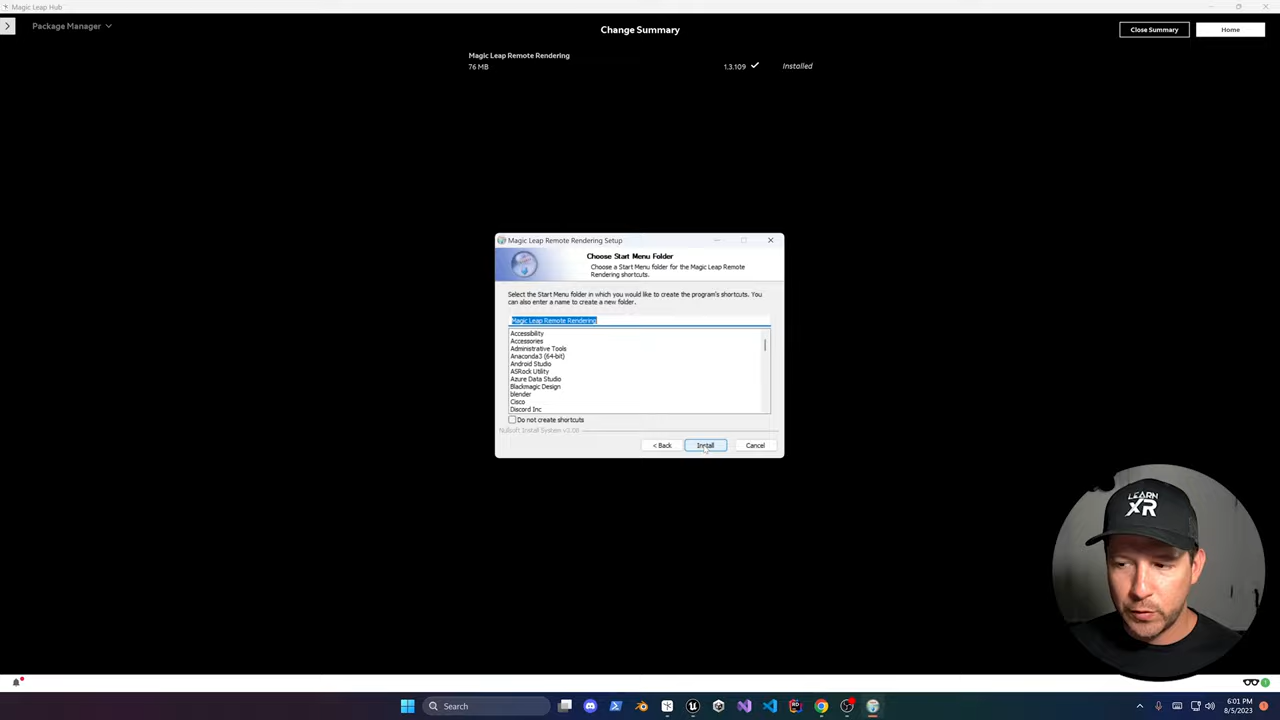 Magic Leap Hub
Package Manager
Change Summary
Close Summary
Home
Magic Leap Remote Rendering
76 MB
1.3.109
Installed
Magic Leap Remote Rendering Setup
Choose Start Menu Folder
Choose a Start Menu folder for the Magic Leap Remote
Rendering shortcuts.
Select the Start Menu folder in which you would like to create the program's shortcuts. You
can also enter a name to create a new folder.
Magic Leap Remote Rendering
Accessibility
Accessories
Administrative Tools
Anaconda3 (64-bit)
Android Studio
ASRock Utility
Azure Data Studio
Blackmagic Design
blender
Cisco
Discord Inc
Do not create shortcuts
Nullsoft Install System v3.08
< Back
Install
Cancel
LEARN
XR
Search
6:01 PM
8/5/2023